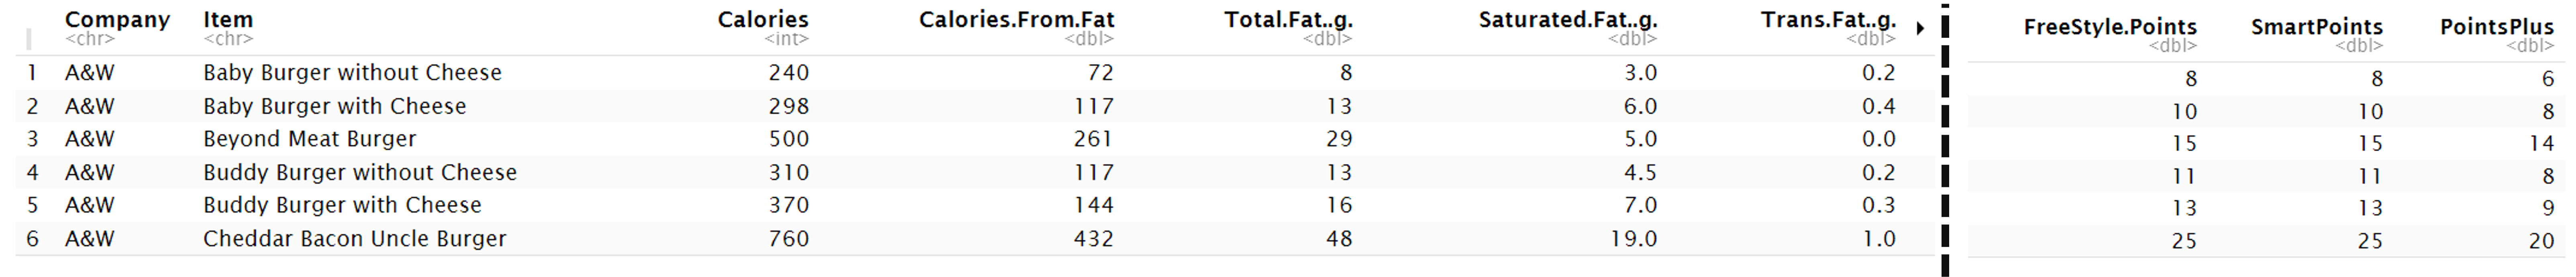 Company Item Calories Calories.From.Fat Total.Fat..g. Saturated.Fat..g. Trans.Fat..g. FreeStyle.Points SmartPoints PointsPlus
<chr> <chr> <int> <dbl> <dbl> <dbl> <dbl> <dbl> <dbl> <dbl>
1 A&W Baby Burger without Cheese 240 72 8 3.0 0.2 8 8 6
2 A&W Baby Burger with Cheese 298 117 13 6.0 0.4 10 10 8
3 A&W Beyond Meat Burger 500 261 29 5.0 0.0 15 15 14
4 A&W Buddy Burger without Cheese 310 117 13 4.5 0.2 11 11 8
5 A&W Buddy Burger with Cheese 370 144 16 7.0 0.3 13 13 9
6 A&W Cheddar Bacon Uncle Burger 760 432 48 19.0 1.0 25 25 20